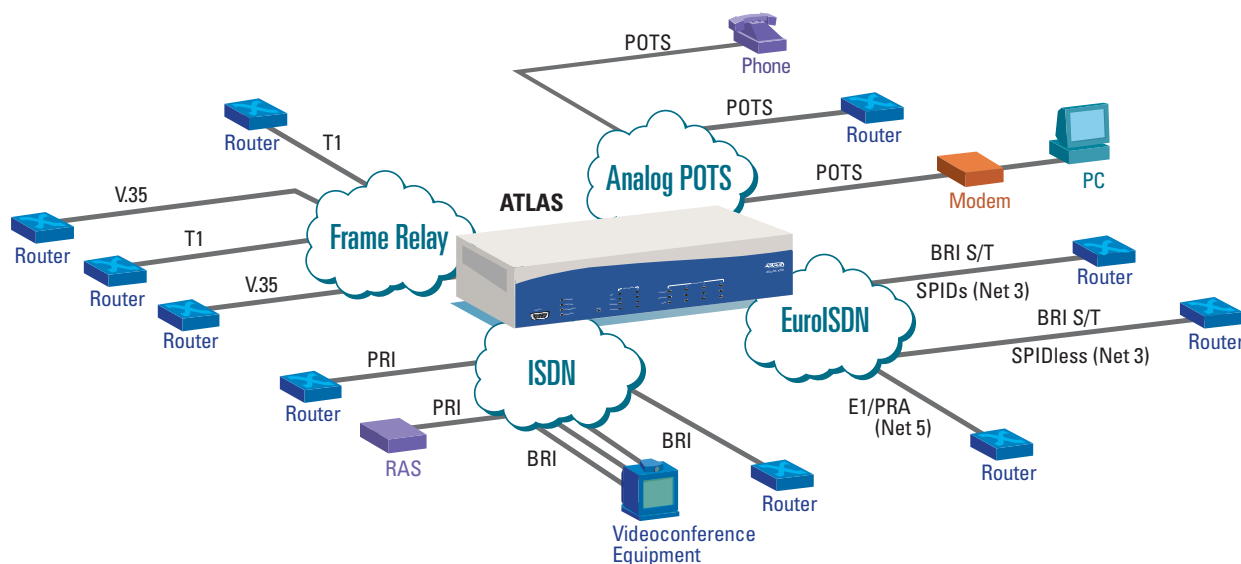 POTS
Phone
POTS
Router
Router
T1
Analog POTS
POTS
Modem
PC
V.35
Router
ATLAS
T1
Router
Frame Relay
V.35
Router
BRI S/T
Router
SPIDs (Net 3)
EuroISDN
BRI S/T
Router
SPIDless (Net 3)
PRI
Router
ISDN
E1/PRA
(Net 5)
Router
PRI
RAS
BRI
BRI
Router
Videoconference
Equipment